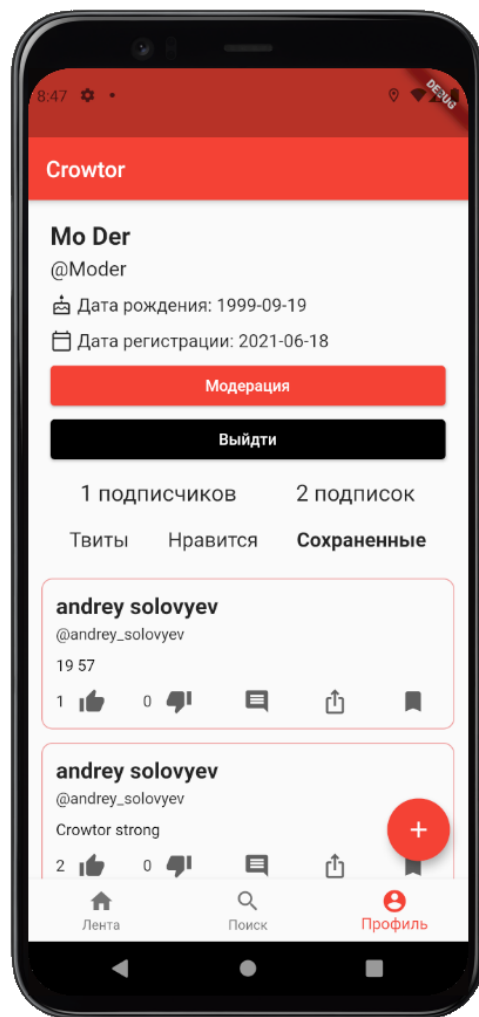 8:47
DEBUG
Crowtor
Mo Der
@Moder
Дата рождения: 1999-09-19
Дата регистрации: 2021-06-18
Модерация
Выйдти
1 подписчиков 2 подписок
Твиты Нравится Сохраненные
andrey solovyev
@andrey_solovyev
19 57
1 0
andrey solovyev
@andrey_solovyev
Crowtor strong
+
2 0
Лента Поиск Профиль